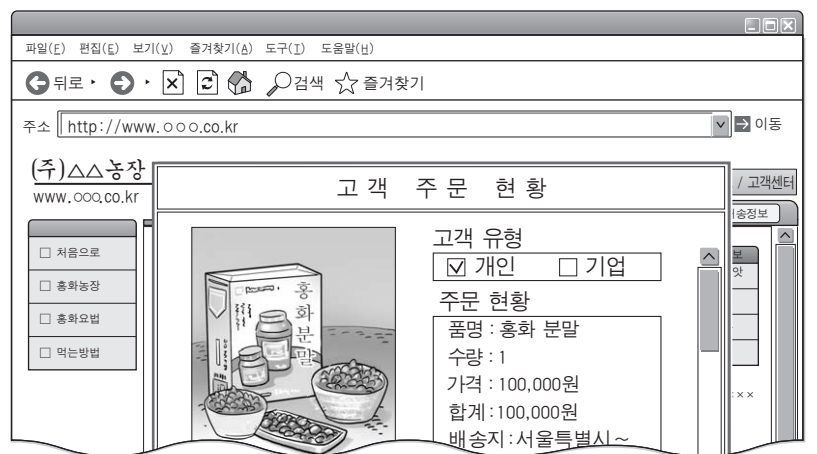 파일(F) 편집(E) 보기(V) 즐겨찾기(A) 도구(T) 도움말(H)
뒤로 검색 즐겨찾기
주소 http://www.○○○.co.kr 이동
(주)△△농장
www.○○○.co.kr
/ 고객센터
송정보
처음으로
홍화농장
홍화요법
먹는방법
고객 주문 현황
홍화분말
고객 유형
☑ 개인 □ 기업
주문 현황
품명 : 홍화 분말
수량 : 1
가격 : 100,000원
합계 : 100,000원
배송지 : 서울특별시~
보
앗
××